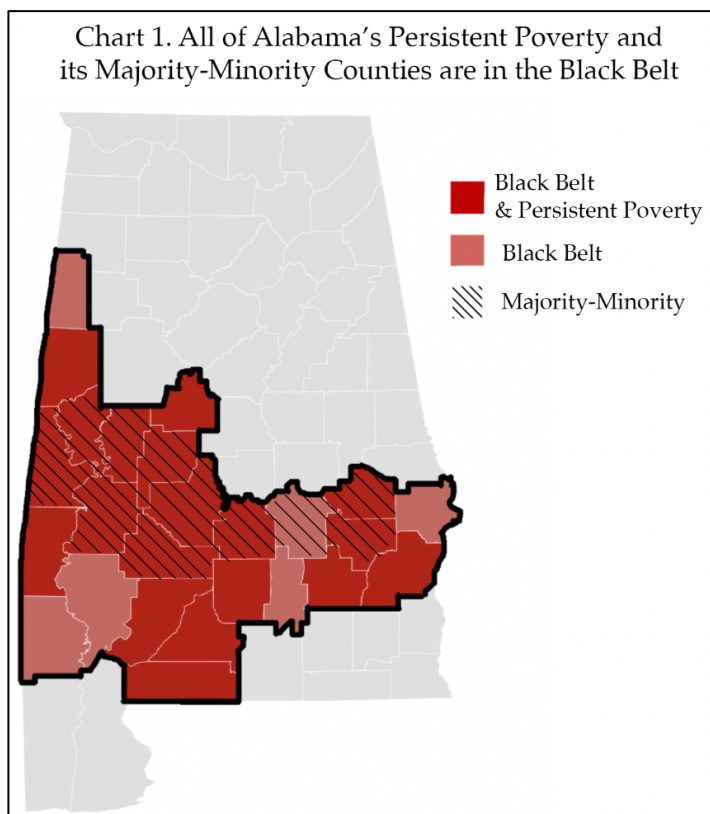 Chart 1. All of Alabama’s Persistent Poverty and
its Majority-Minority Counties are in the Black Belt
Black Belt
& Persistent Poverty
Black Belt
Majority-Minority